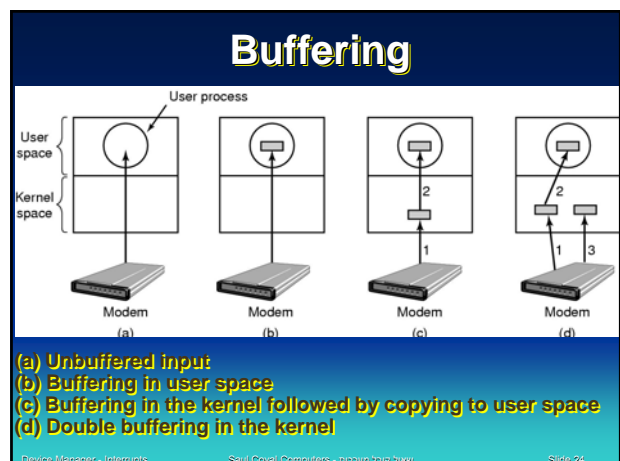 Buffering
User process
User
space
Kernel
space
2
1
2
1
3
Modem
Modem
Modem
Modem
(a)
(b)
(c)
(d)
(a) Unbuffered input
(b) Buffering in user space
(c) Buffering in the kernel followed by copying to user space
(d) Double buffering in the kernel
Device Manager - Interrupts
Computers -
Slide 24